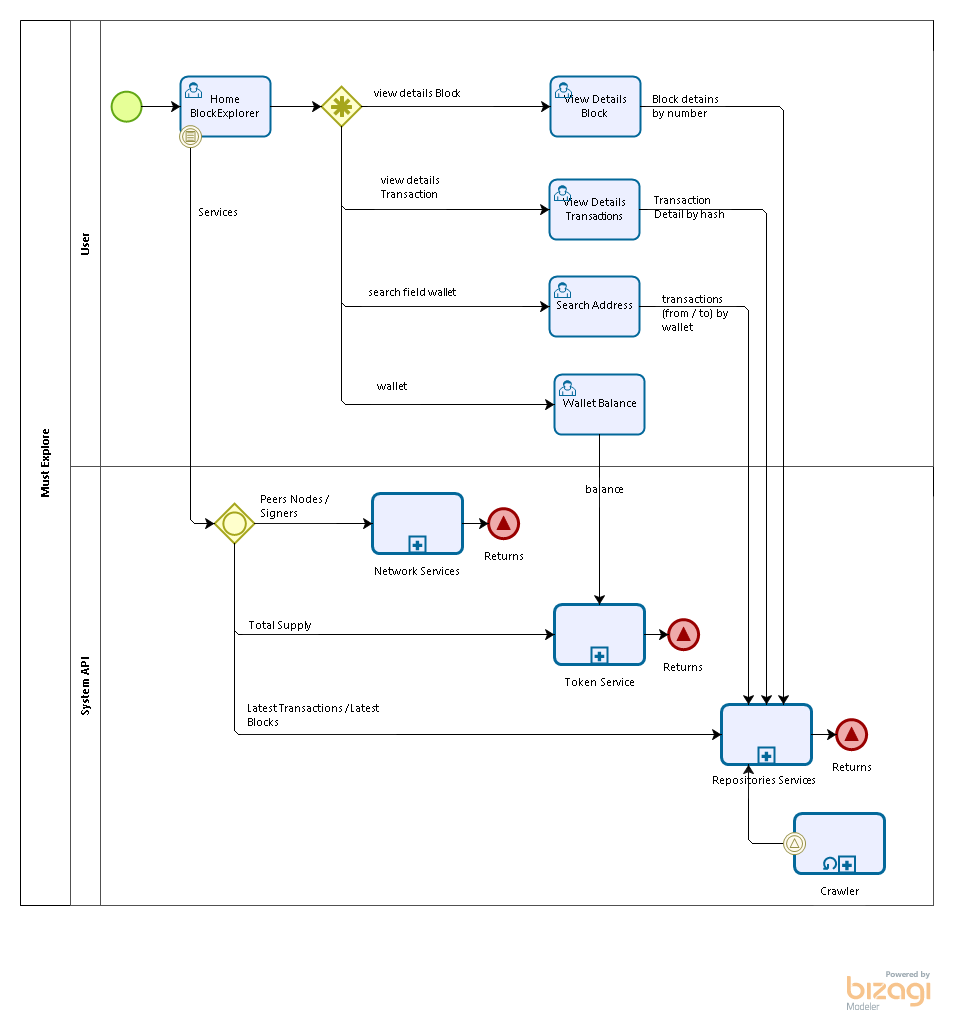 Must Explore
User
System API
Home
BlockExplorer
view details Block
View Details
Block
Block detains
by number
view details
Transaction
View Details
Transactions
Transaction
Detail by hash
Services
search field wallet
Search Address
transactions
(from / to) by
wallet
wallet
Wallet Balance
balance
Peers Nodes /
Signers
Network Services
Returns
Total Supply
Token Service
Returns
Latest Transactions /Latest
Blocks
Repositories Services
Returns
Crawler
Powered by
bizagi
Modeler